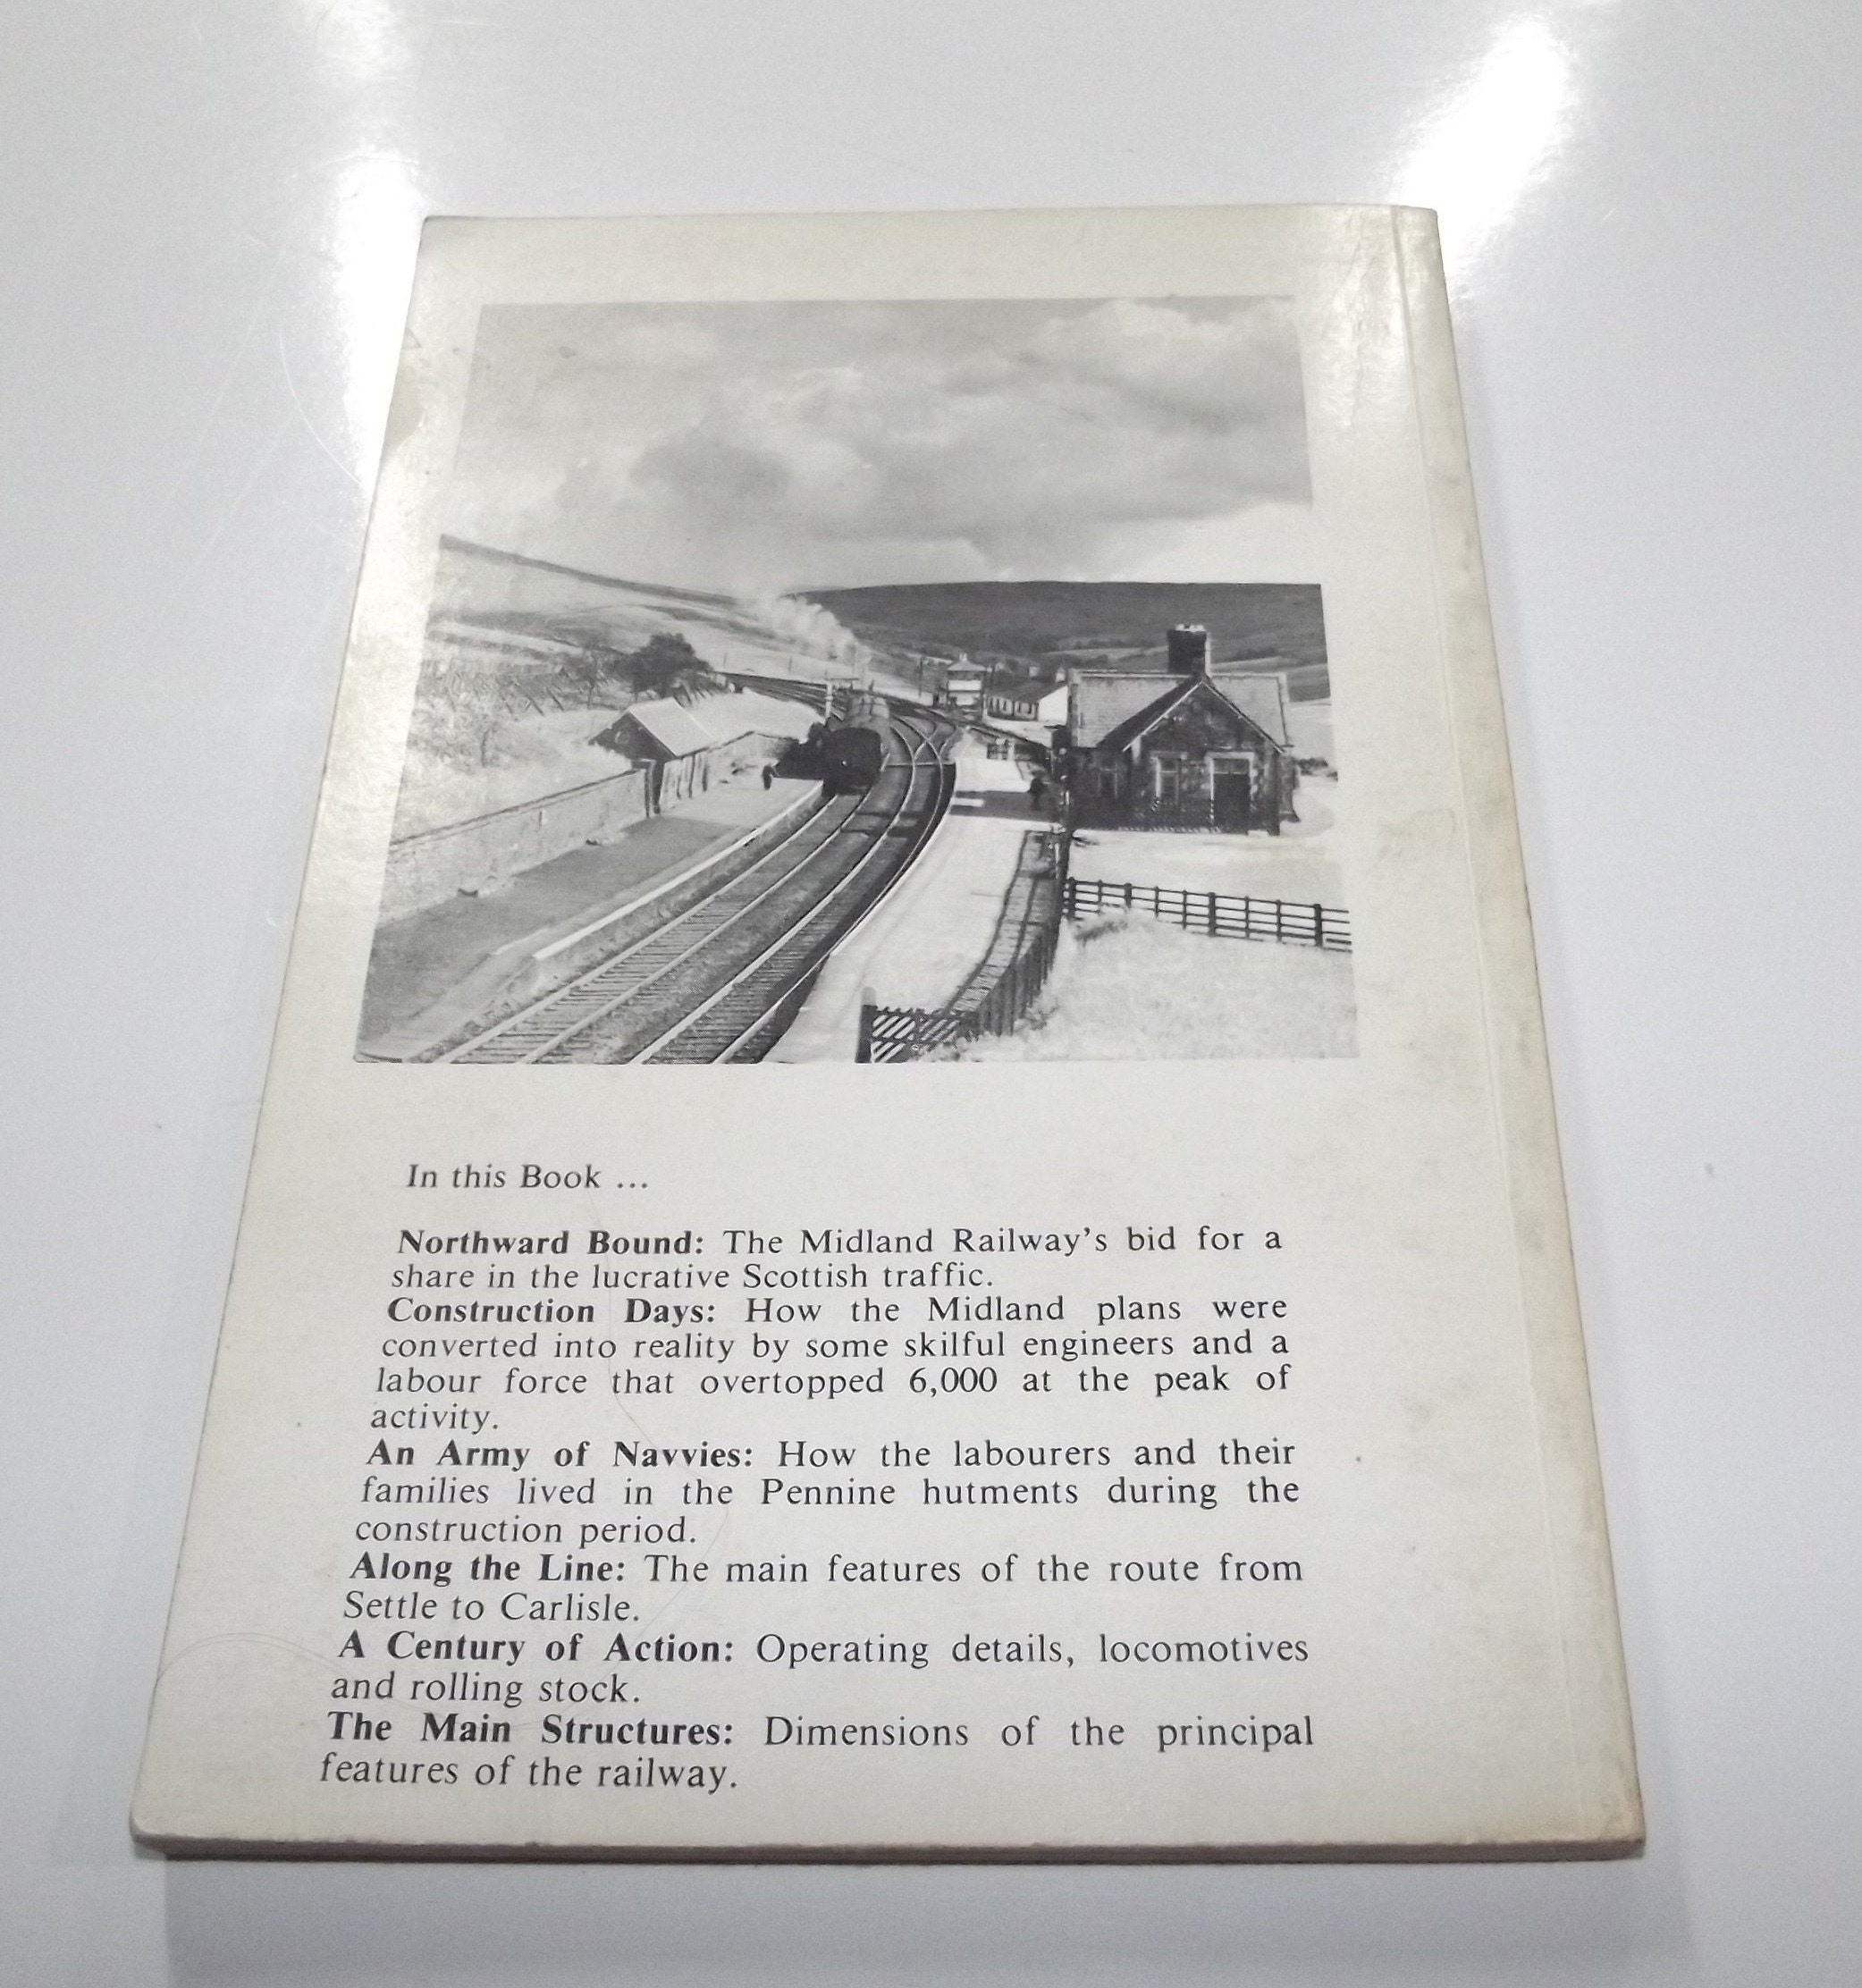 In this Book ...
Northward Bound: The Midland Railway's bid for a
share in the lucrative Scottish traffic.
Construction Days: How the Midland plans were
converted into reality by some skilful engineers and a
labour force that overtopped 6,000 at the peak of
activity.
An Army of Navvies: How the labourers and their
families lived in the Pennine hutments during the
construction period.
Along the Line: The main features of the route from
Settle to Carlisle.
A Century of Action: Operating details, locomotives
and rolling stock.
The Main Structures: Dimensions of the principal
features of the railway.